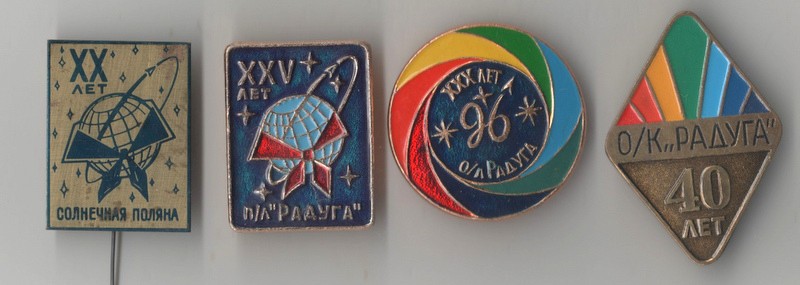 XX
ЛЕТ
СОЛНЕЧНАЯ ПОЛЯНА
XXV
ЛЕТ
П/Л "РАДУГА"
XXX ЛЕТ
96
О/Л РАДУГА
О/К „РАДУГА"
40
ЛЕТ